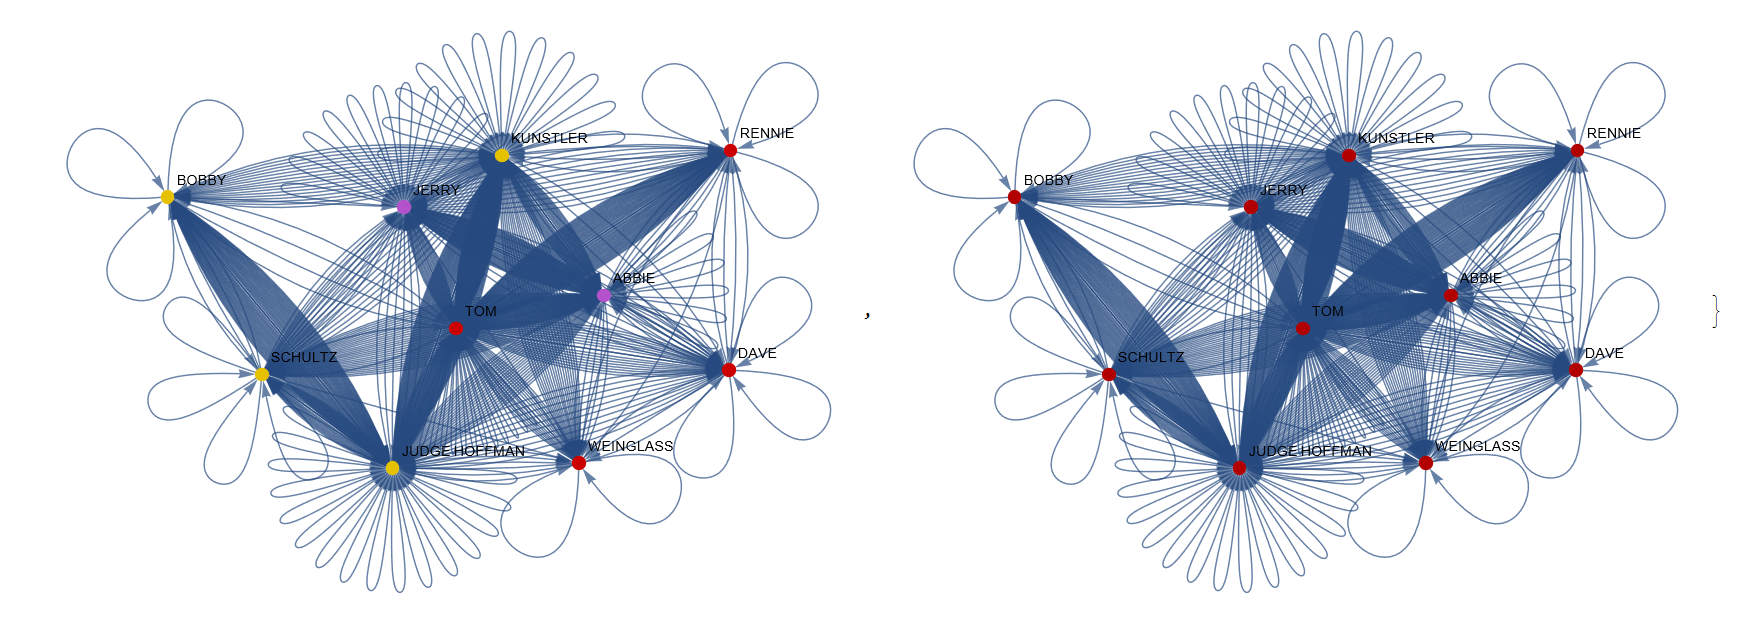 KUNSTLER
RENNIE
BOBBY
JERRY
ABBIE
TOM
SCHULTZ
DAVE
JUDGE HOFFMAN
WEINGLASS
,
KUNSTLER
RENNIE
BOBBY
JERRY
ABBIE
TOM
SCHULTZ
DAVE
JUDGE HOFFMAN
WEINGLASS
}